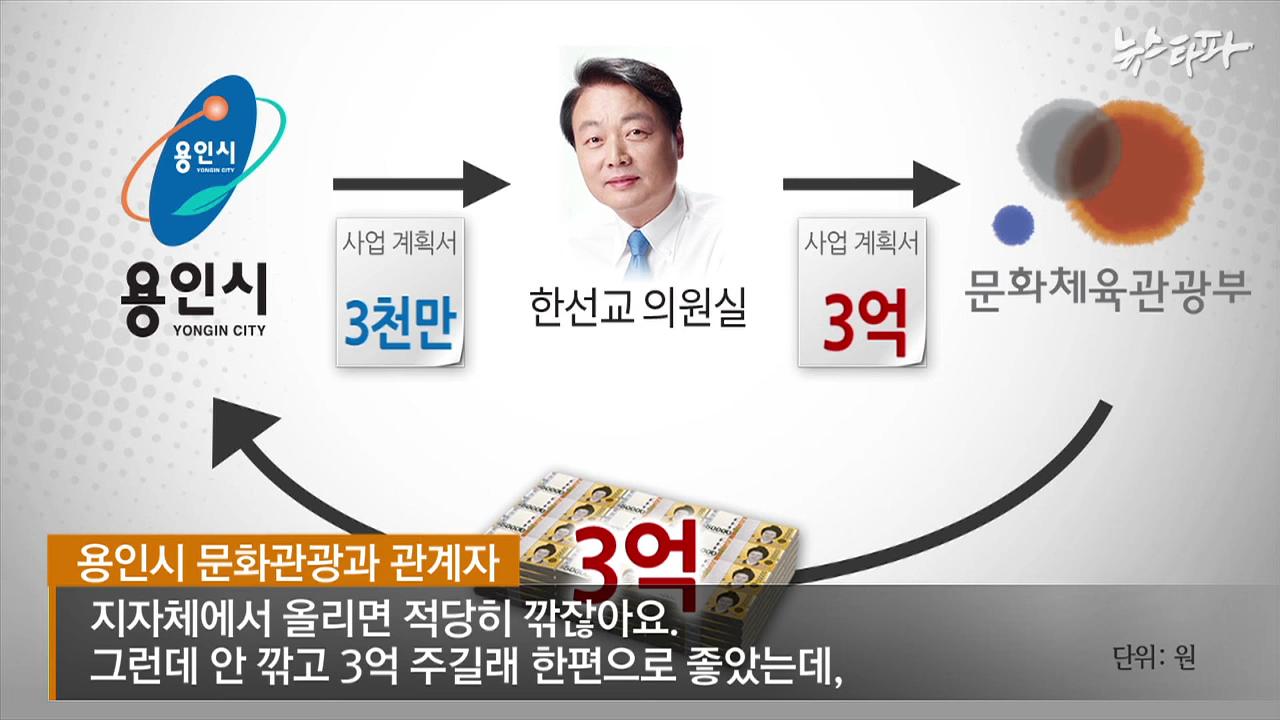 뉴스타파
용인시
YONGIN CITY
용인시
YONGIN CITY
사업 계획서
3천만
한선교 의원실
사업 계획서
3억
문화체육관광부
3억
용인시 문화관광과 관계자
지자체에서 올리면 적당히 깎잖아요.
그런데 안 깎고 3억 주길래 한편으로 좋았는데,
단위: 원